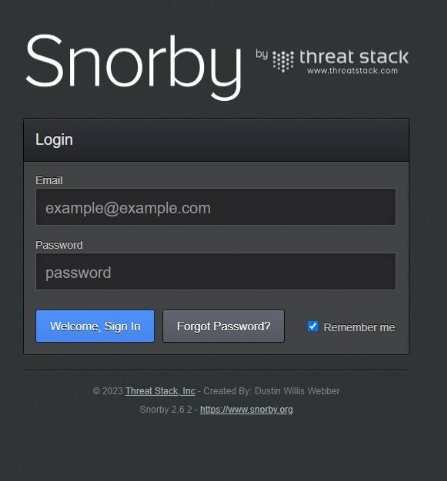 Snorby by threat stack
www.threatstack.com
Login
Email
example@example.com
Password
password
Welcome, Sign In Forgot Password? Remember me
© 2023 Threat Stack, Inc - Created By: Dustin Willis Webber
Snorby 2.6.2 - https://www.snorby.org